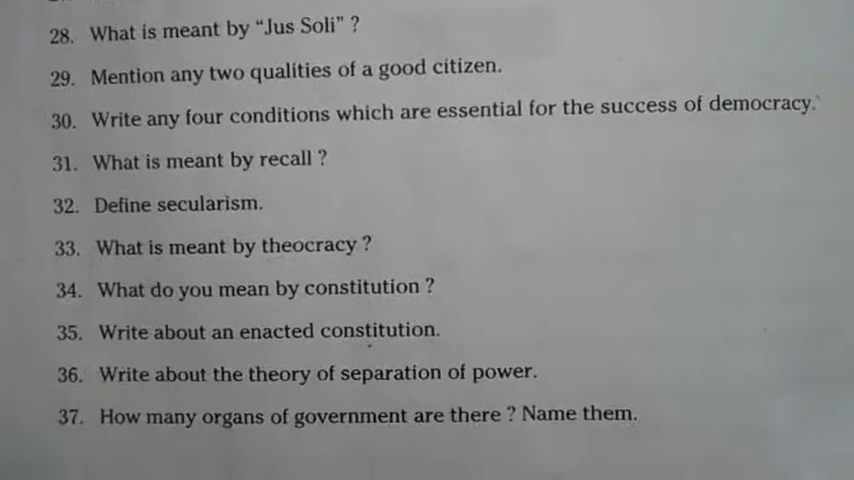 28. What is meant by “Jus Soli” ?
29. Mention any two qualities of a good citizen.
30. Write any four conditions which are essential for the success of democracy.
31. What is meant by recall ?
32. Define secularism.
33. What is meant by theocracy ?
34. What do you mean by constitution ?
35. Write about an enacted constitution.
36. Write about the theory of separation of power.
37. How many organs of government are there ? Name them.